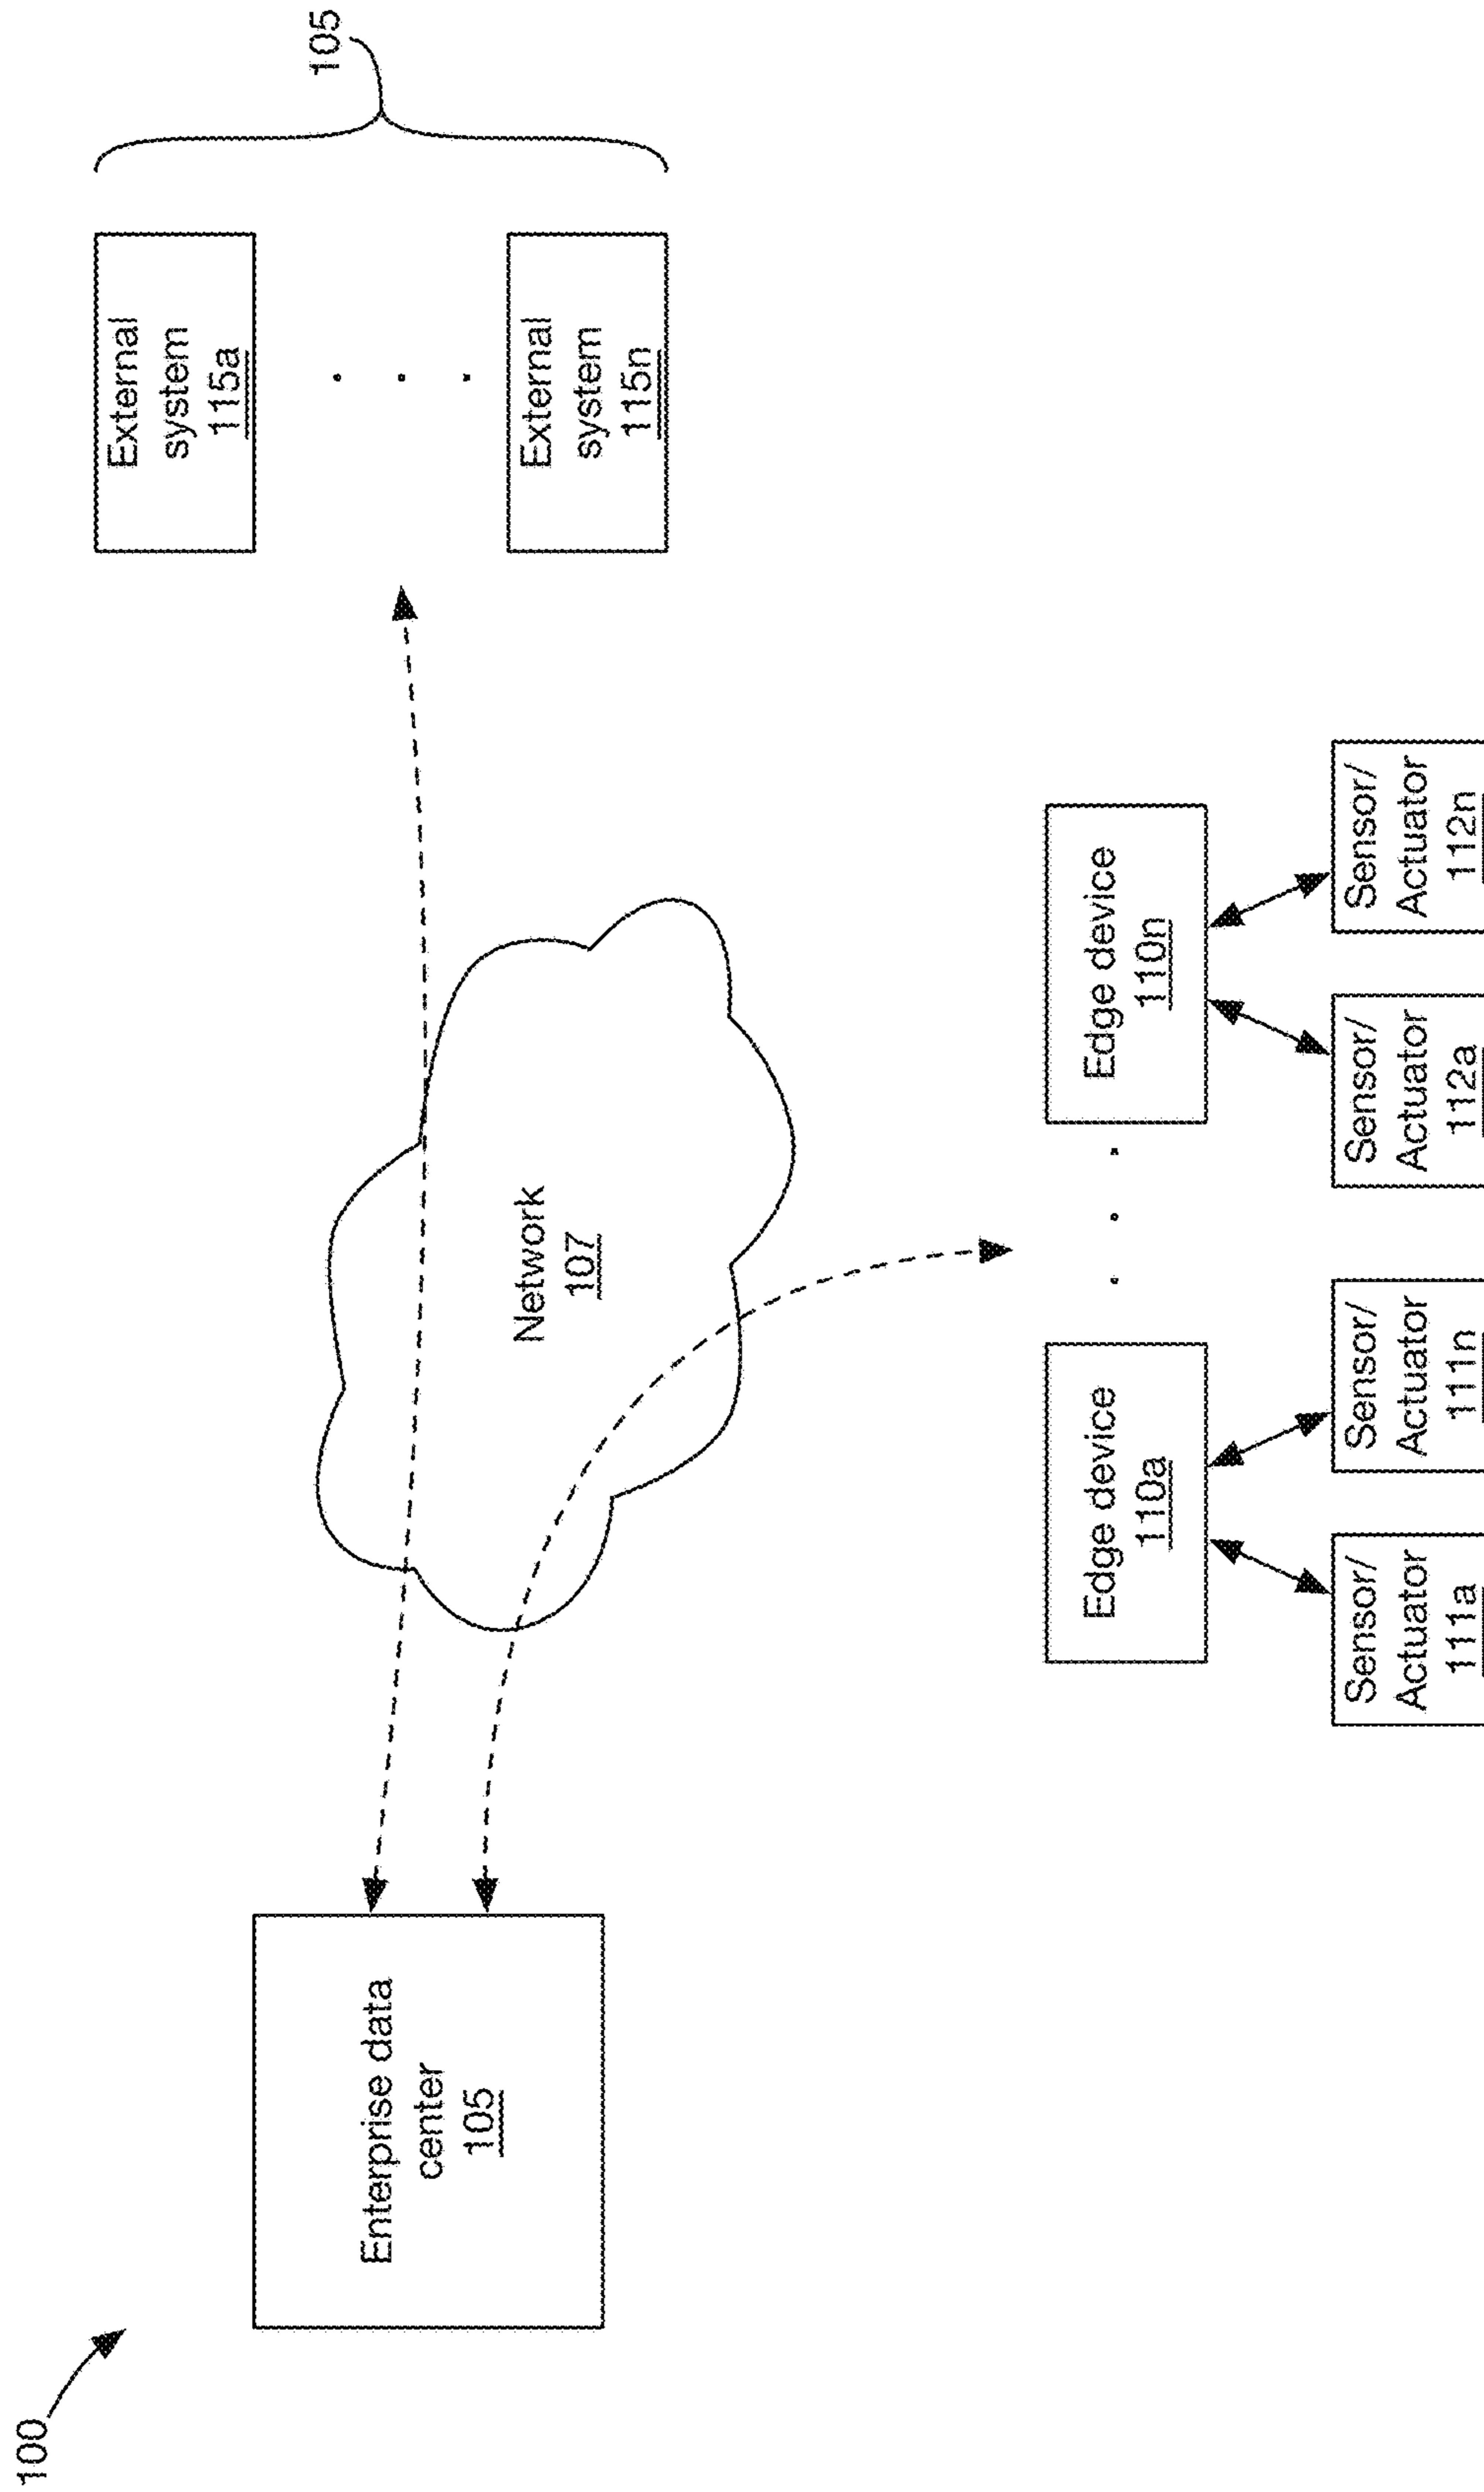 100
105
Enterprise data
center
105
Network
107
External
system
115a
External
system
115n
Edge device
110a
Edge device
110n
Sensor/
Actuator
111a
Sensor/
Actuator
111n
Sensor/
Actuator
112a
Sensor/
Actuator
112n